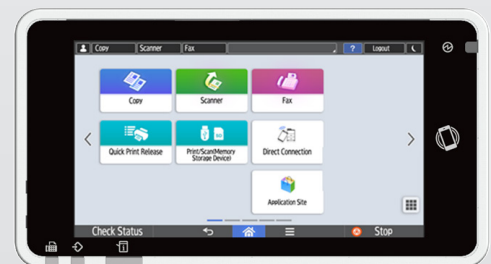 Copy Scanner Fax ? Logout
Copy Scanner Fax
Quick Print Release Print/Scan(Memory Storage Device) Direct Connection
SD
Application Site
Check Status Stop